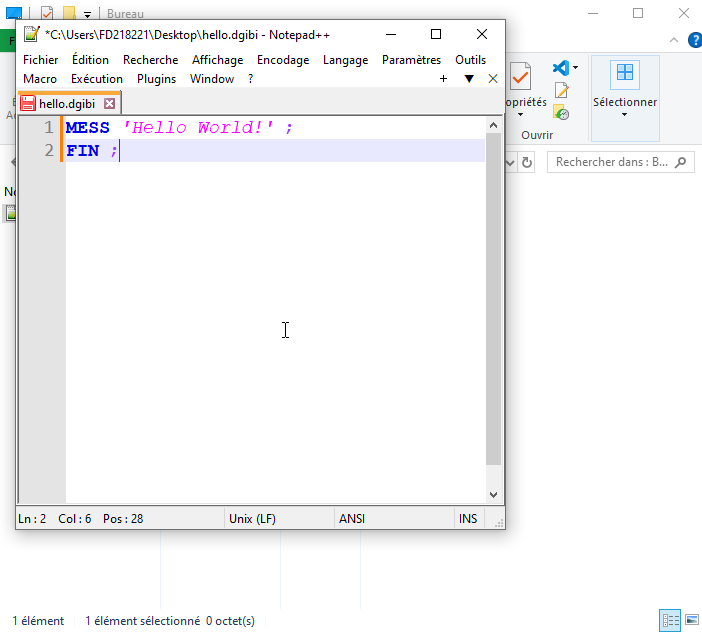 Bureau
*C:\Users\FD218221\Desktop\hello.dgibi - Notepad++
Fichier Édition Recherche Affichage Encodage Langage Paramètres Outils
Macro Exécution Plugins Window ?
+ ▼ X
hello.dgibi
1 MESS 'Hello World!' ;
2 FIN ;
Ln : 2 Col : 6 Pos : 28 Unix (LF) ANSI INS
Sélectionner
Ouvrir
Rechercher dans : B...
1 élément 1 élément sélectionné 0 octet(s)